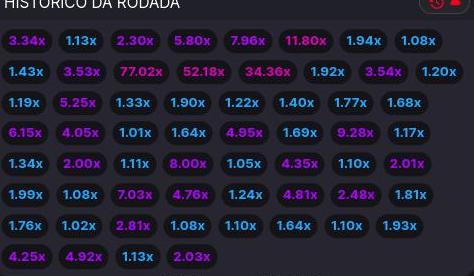 HISTÓRICO DA RODADA
3.34x 1.13x 2.30x 5.80x 7.96x 11.80x 1.94x 1.08x
1.43x 3.53x 77.02x 52.18x 34.36x 1.92x 3.54x 1.20x
1.19x 5.25x 1.33x 1.90x 1.22x 1.40x 1.77x 1.68x
6.15x 4.05x 1.01x 1.64x 4.95x 1.69x 9.28x 1.17x
1.34x 2.00x 1.11x 8.00x 1.05x 4.35x 1.10x 2.01x
1.99x 1.08x 7.03x 4.76x 1.24x 4.81x 2.48x 1.81x
1.76x 1.02x 2.81x 1.08x 1.10x 1.64x 1.10x 1.93x
4.25x 4.92x 1.13x 2.03x